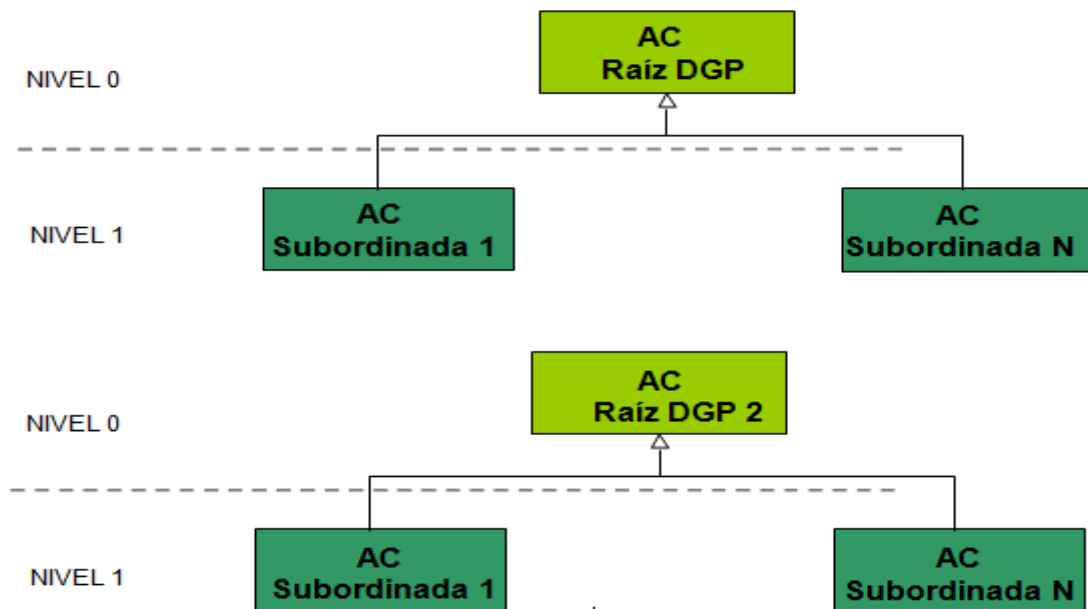 AC
Raíz DGP
NIVEL 0
AC
Subordinada 1
AC
Subordinada N
NIVEL 1
AC
Raíz DGP 2
NIVEL 0
AC
Subordinada 1
AC
Subordinada N
NIVEL 1